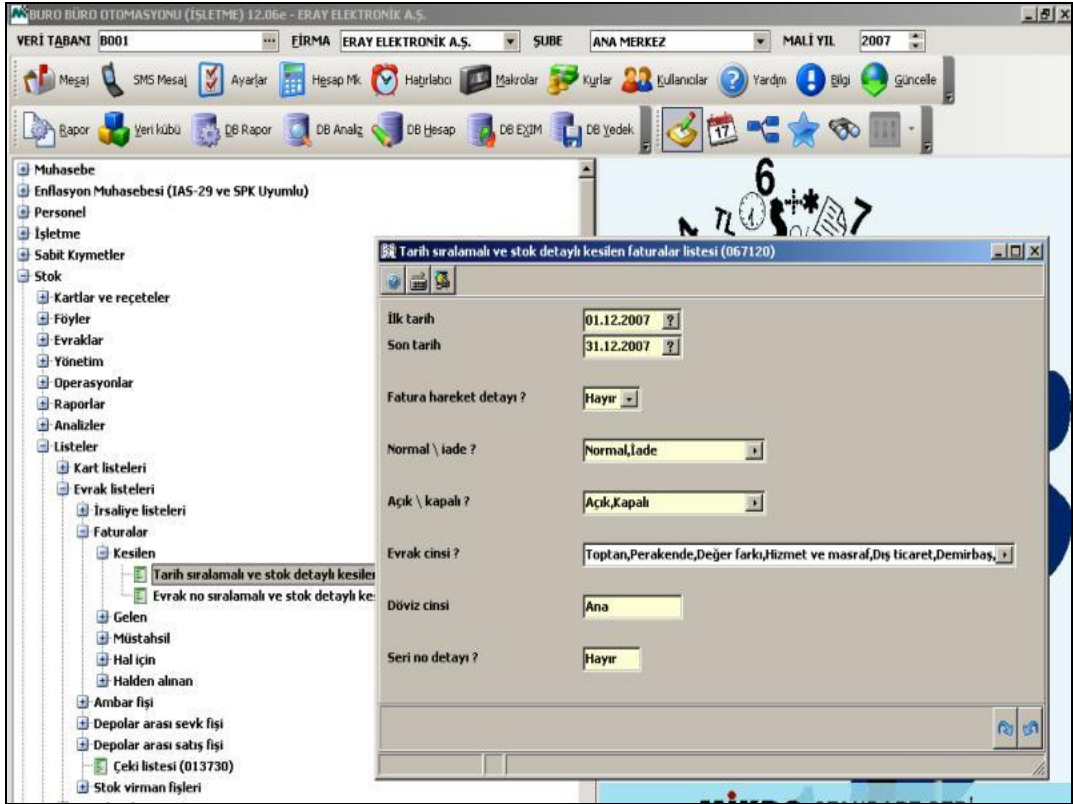 BURO BÜRO OTOMASYONU (İŞLETME) 12.06e - ERAY ELEKTRONİK A.Ş.
VERİ TABANI B001 ... FİRMA ERAY ELEKTRONİK A.Ş. ŞUBE ANA MERKEZ MALİ YIL 2007
Mesaj SMS Mesaj Ayarlar Hesap Mk Hatırlatıcı Makrolar Kurlar Kullanıcılar Yardım Bilgi Güncelle
Rapor Veri kübü DB Rapor DB Analiz DB Hesap DB EXIM DB Yedek 17
Muhasebe
Enflasyon Muhasebesi (IAS-29 ve SPK Uyumlu)
Personel
İşletme
Sabit Kıymetler
Stok
Kartlar ve reçeteler
Föyler
Evraklar
Yönetim
Operasyonlar
Raporlar
Analizler
Listeler
Kart listeleri
Evrak listeleri
İrsaliye listeleri
Faturalar
Kesilen
Tarih sıralamalı ve stok detaylı kesile
Evrak no sıralamalı ve stok detaylı ke
Gelen
Müstahsil
Hal için
Halden alınan
Ambar fişi
Depolar arası sevk fişi
Depolar arası satış fişi
Çeki listesi (013730)
Stok virman fişleri
6
TL
7
Tarih sıralamalı ve stok detaylı kesilen faturalar listesi (067120)
İlk tarih 01.12.2007 ?
Son tarih 31.12.2007 ?
Fatura hareket detayı ? Hayır
Normal \ iade ? Normal,İade
Açık \ kapalı ? Açık,Kapalı
Evrak cinsi ? Toptan,Perakende,Değer farkı,Hizmet ve masraf,Dış ticaret,Demirbaş,
Döviz cinsi Ana
Seri no detayı ? Hayır